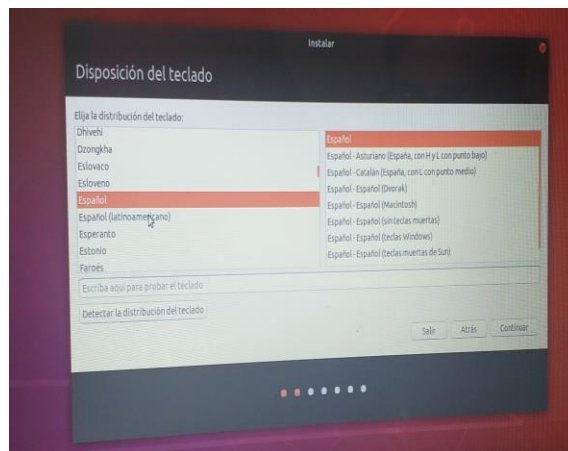 Instalar
Disposición del teclado
Elija la distribución del teclado:
Dhivehi
Dzongkha
Eslovaco
Esloveno
Español
Español (latinoamericano)
Esperanto
Estonio
Faroés
Español
Español - Asturiano (España, con H y L con punto bajo)
Español - Catalán (España, con L con punto medio)
Español - Español (Dvorak)
Español - Español (Macintosh)
Español - Español (sin teclas muertas)
Español - Español (teclas Windows)
Español - Español (teclas muertas de Sun)
Escriba aquí para probar el teclado
Detectar la distribución del teclado
Salir
Atrás
Continuar